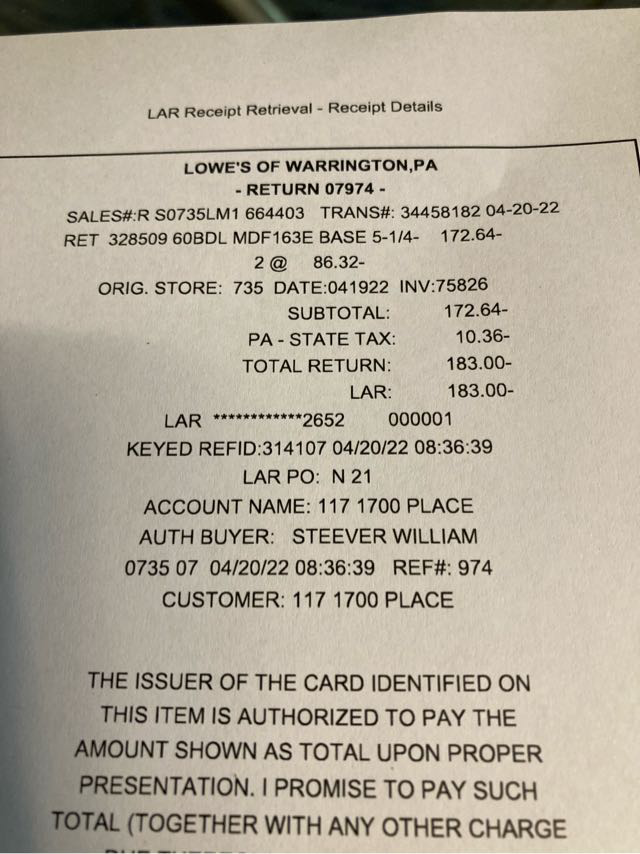 LAR Receipt Retrieval - Receipt Details
LOWE'S OF WARRINGTON,PA
- RETURN 07974 -
SALES#:R S0735LM1 664403 TRANS#: 34458182 04-20-22
RET 328509 60BDL MDF163E BASE 5-1/4- 172.64-
2 @ 86.32-
ORIG. STORE: 735 DATE:041922 INV:75826
SUBTOTAL: 172.64-
PA - STATE TAX: 10.36-
TOTAL RETURN: 183.00-
LAR: 183.00-
LAR ************2652 000001
KEYED REFID:314107 04/20/22 08:36:39
LAR PO: N 21
ACCOUNT NAME: 117 1700 PLACE
AUTH BUYER: STEEVER WILLIAM
0735 07 04/20/22 08:36:39 REF#: 974
CUSTOMER: 117 1700 PLACE
THE ISSUER OF THE CARD IDENTIFIED ON
THIS ITEM IS AUTHORIZED TO PAY THE
AMOUNT SHOWN AS TOTAL UPON PROPER
PRESENTATION. I PROMISE TO PAY SUCH
TOTAL (TOGETHER WITH ANY OTHER CHARGE